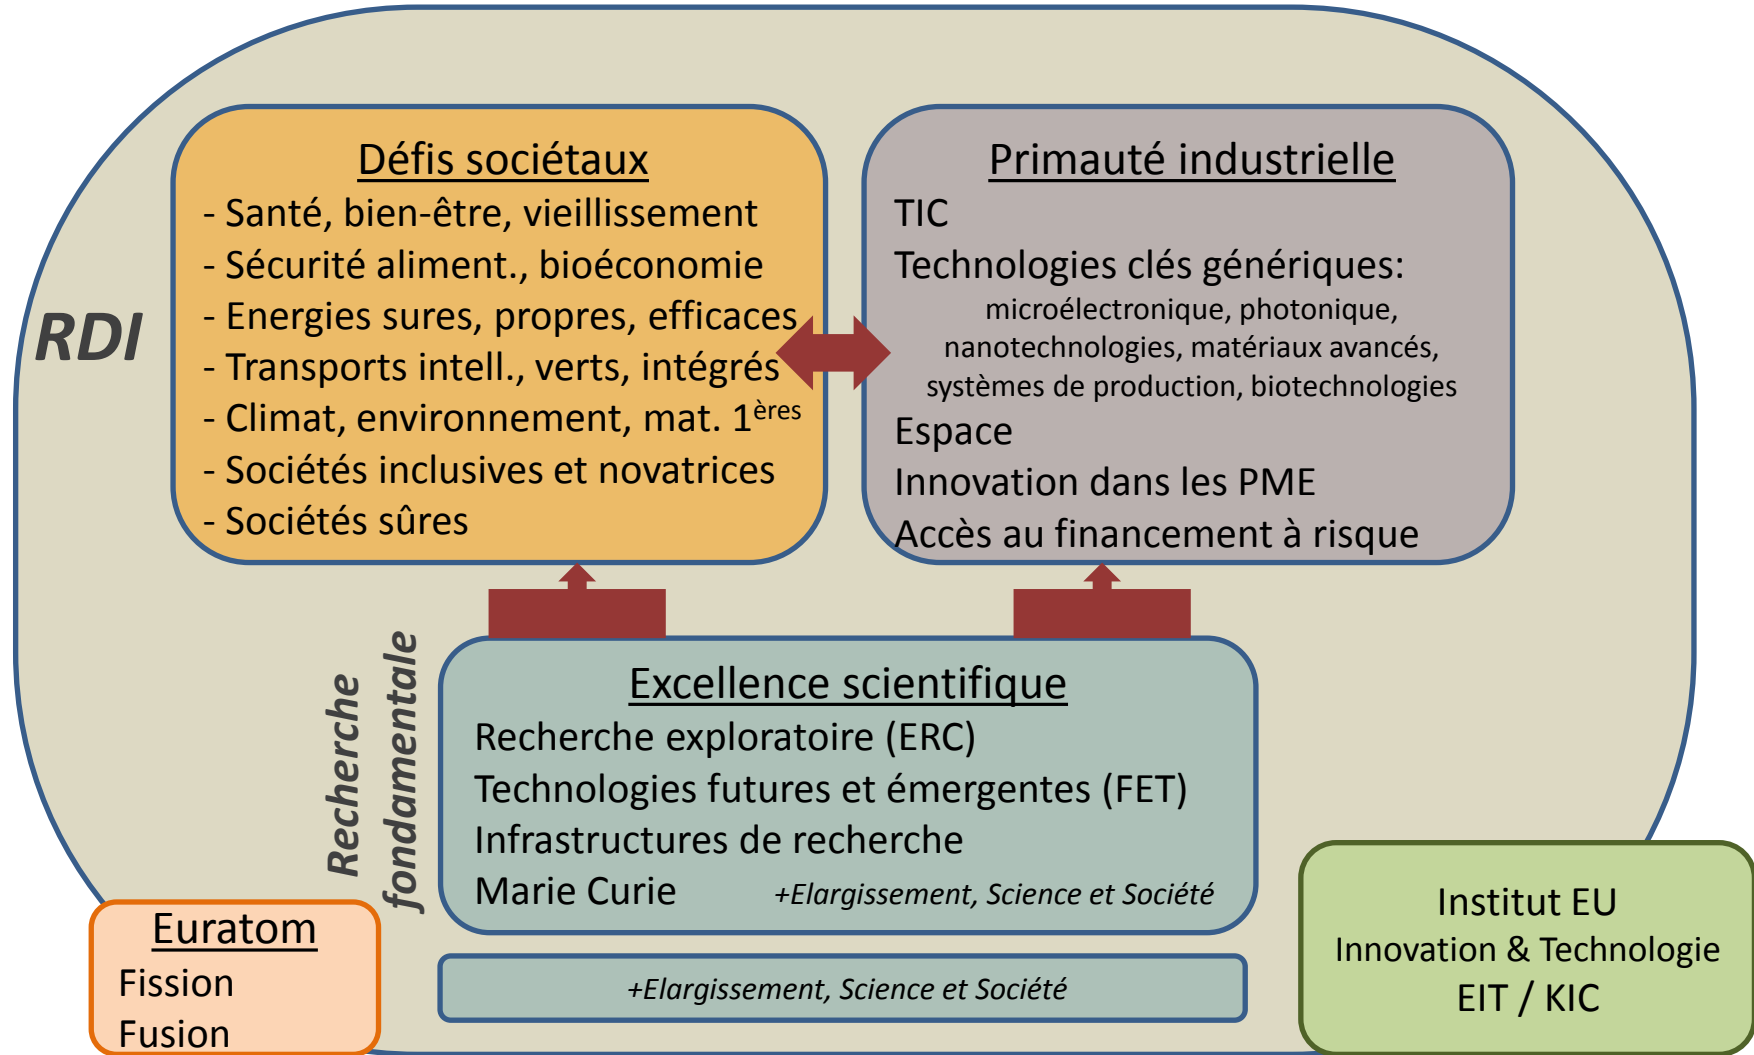 RDI
Défis sociétaux
- Santé, bien-être, vieillissement
- Sécurité aliment., bioéconomie
- Energies sures, propres, efficaces
- Transports intell., verts, intégrés
- Climat, environnement, mat. 1ères
- Sociétés inclusives et novatrices
- Sociétés sûres
Primauté industrielle
TIC
Technologies clés génériques:
microélectronique, photonique,
nanotechnologies, matériaux avancés,
systèmes de production, biotechnologies
Espace
Innovation dans les PME
Accès au financement à risque
Recherche
fondamentale
Excellence scientifique
Recherche exploratoire (ERC)
Technologies futures et émergentes (FET)
Infrastructures de recherche
Marie Curie +Elargissement, Science et Société
+Elargissement, Science et Société
Euratom
Fission
Fusion
Institut EU
Innovation & Technologie
EIT / KIC